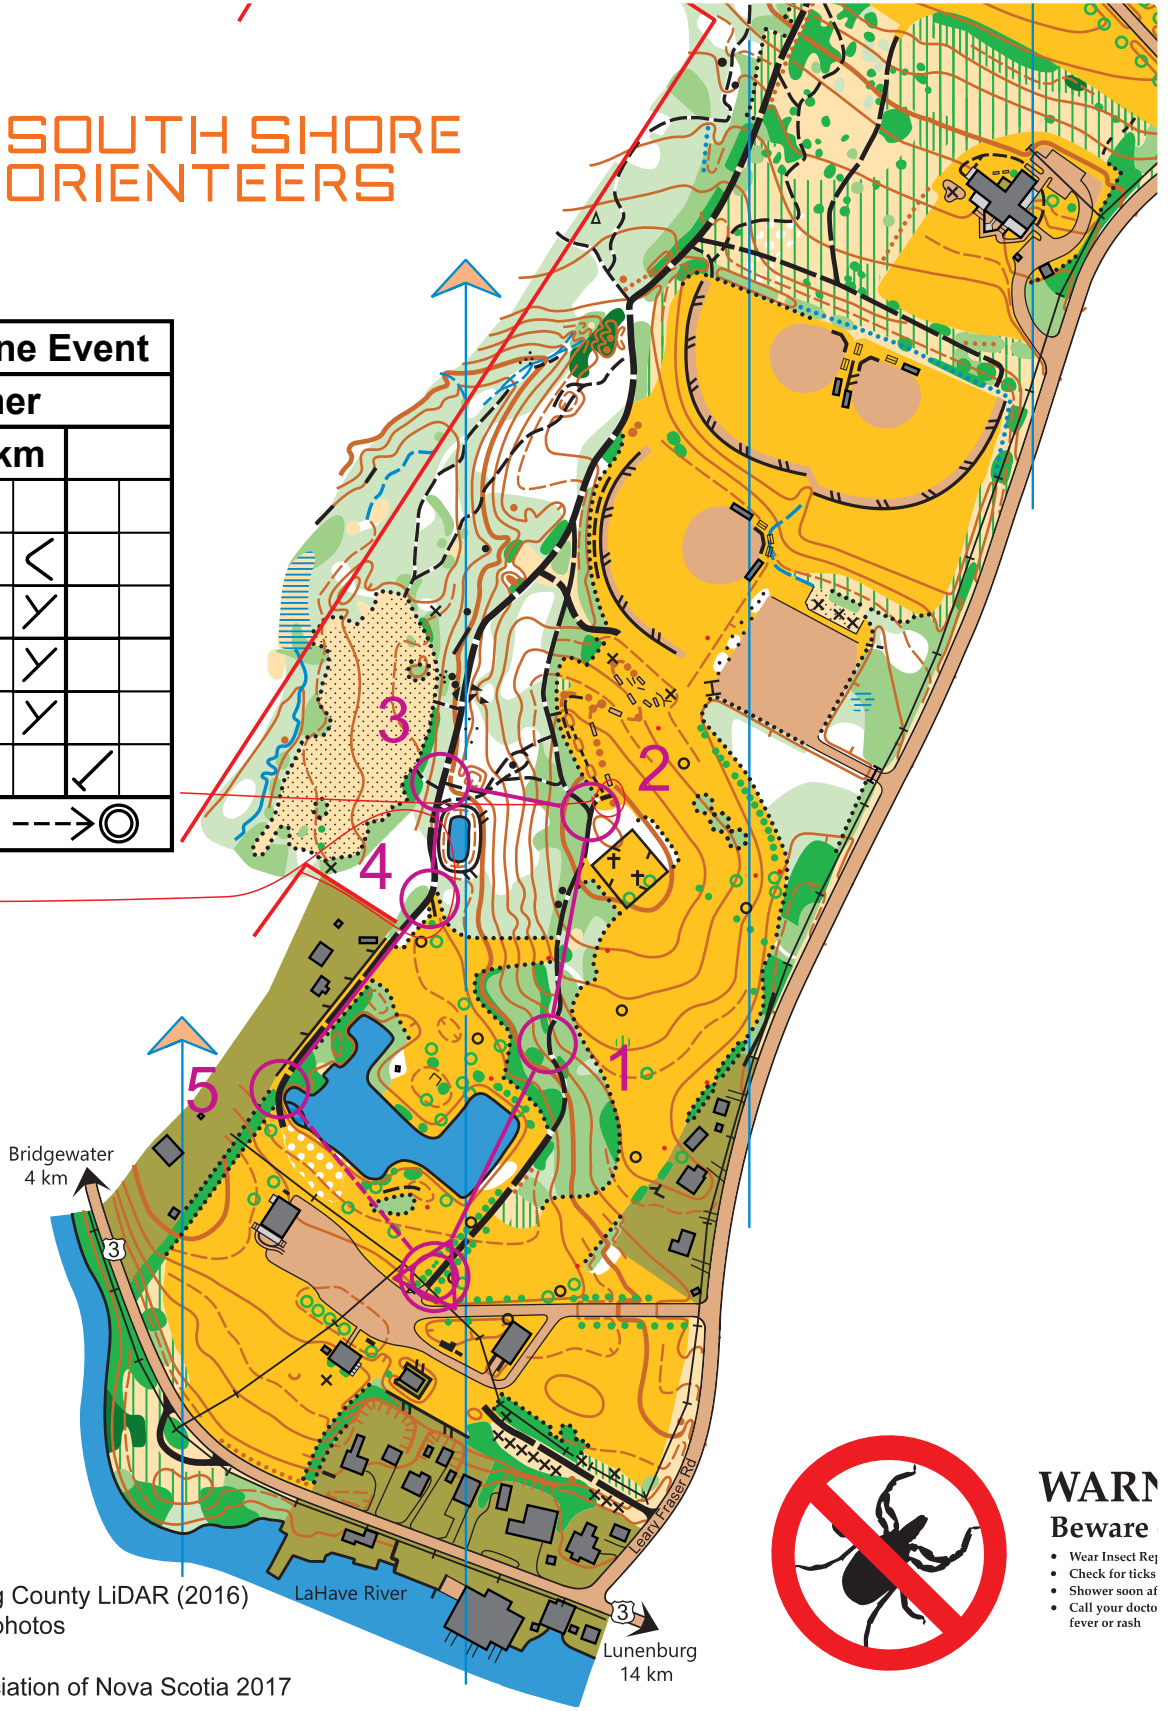 SOUTH SHORE
ORIENTEERS
ne Event
ner
km
3
2
4
1
5
Bridgewater
4 km
3
Leary Fraser Rd
LaHave River
3
Lunenburg
14 km
g County LiDAR (2016)
photos
iation of Nova Scotia 2017
WARN
Beware
• Wear Insect Rep
• Check for ticks
• Shower soon af
• Call your docto
fever or rash